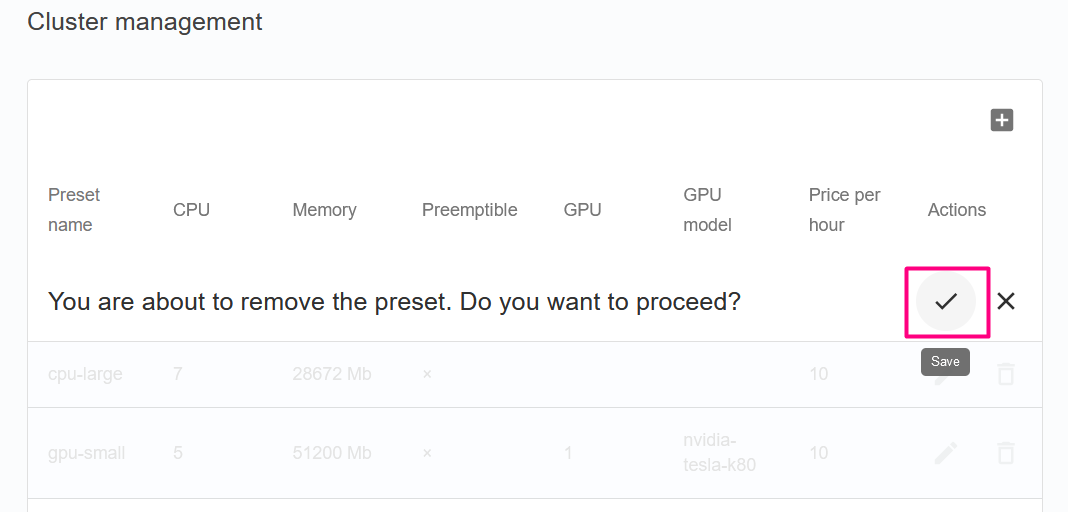 Cluster management
Preset name
CPU
Memory
Preemptible
GPU
GPU model
Price per hour
Actions
You are about to remove the preset. Do you want to proceed?
Save
cpu-large 7 28672 Mb × 10
gpu-small 5 51200 Mb × 1 nvidia-tesla-k80 10